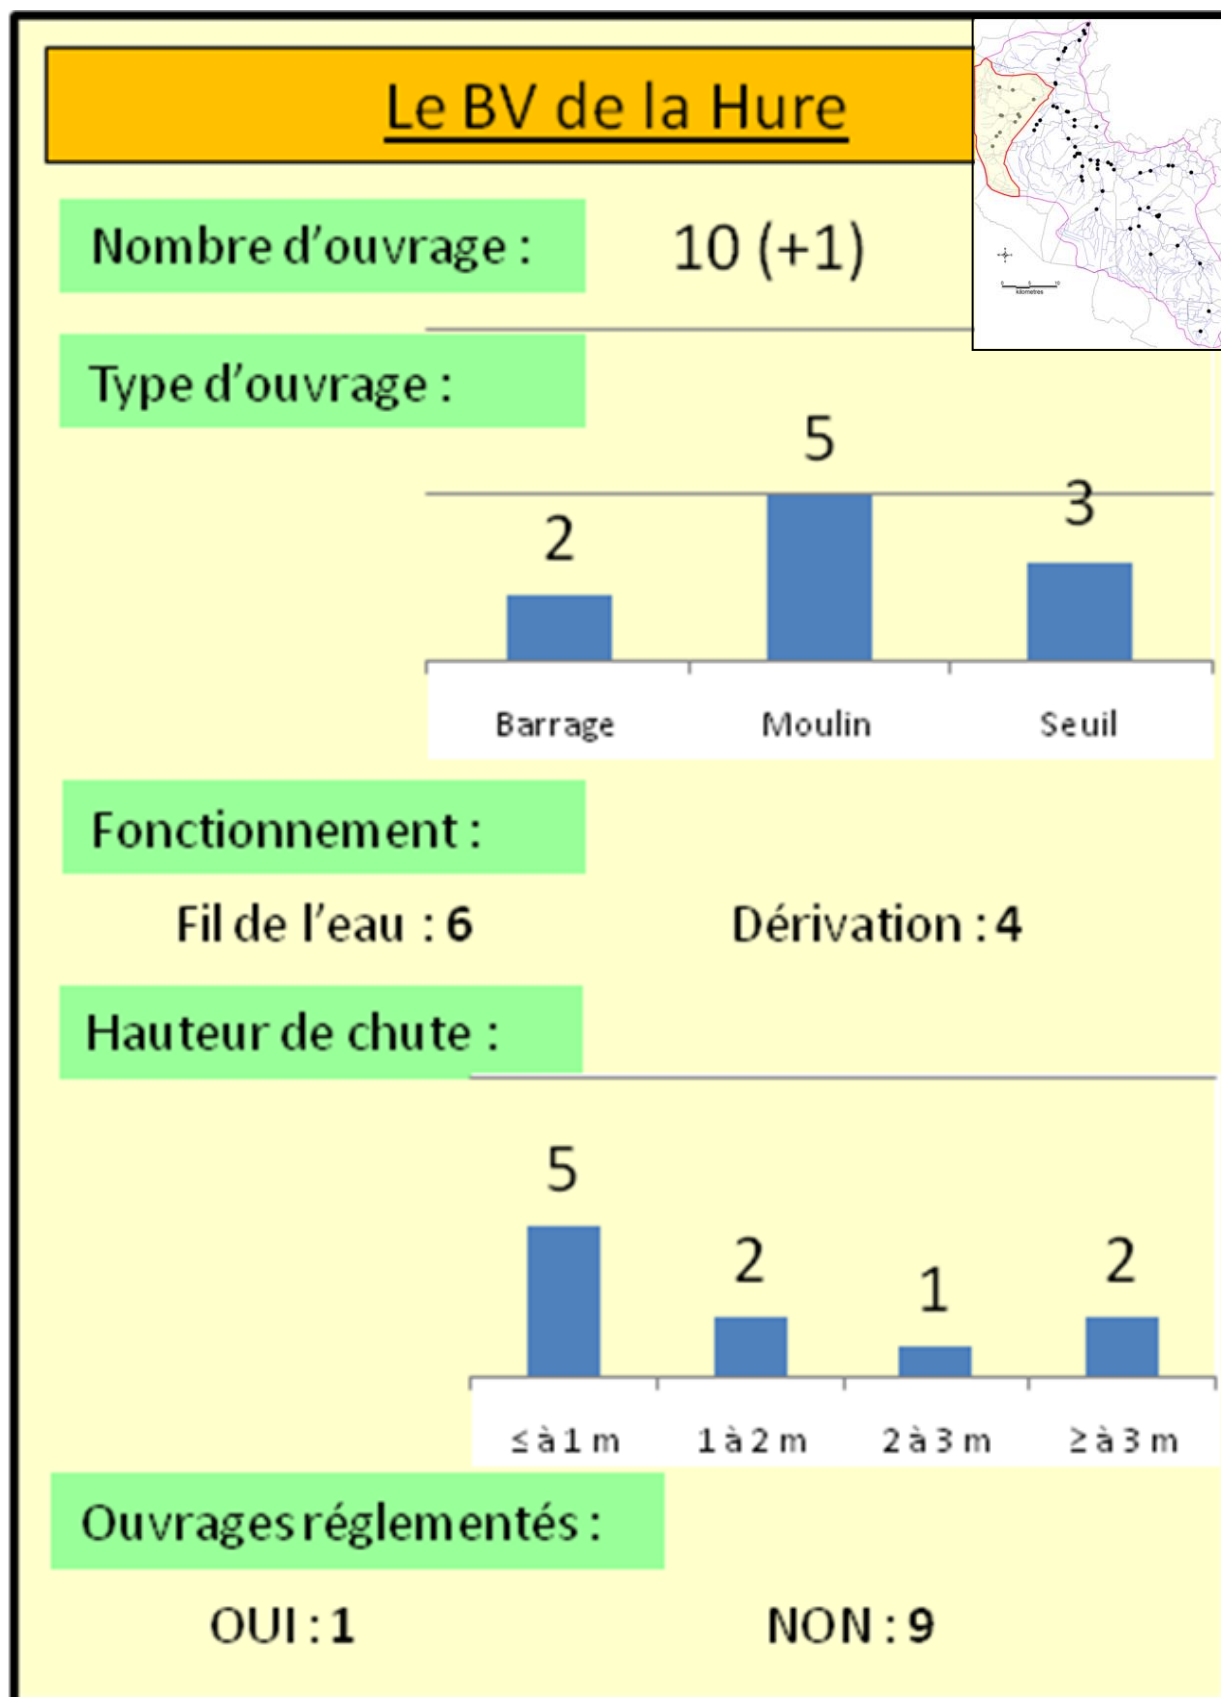 Le BV de la Hure
Nombre d'ouvrage :
10 (+1)
Type d'ouvrage :
2
5
3
Barrage
Moulin
Seuil
Fonctionnement :
Fil de l'eau : 6
Dérivation : 4
Hauteur de chute :
5
2
1
2
≤ à 1 m
1 à 2 m
2 à 3 m
≥ à 3 m
Ouvrages réglementés :
OUI : 1
NON : 9